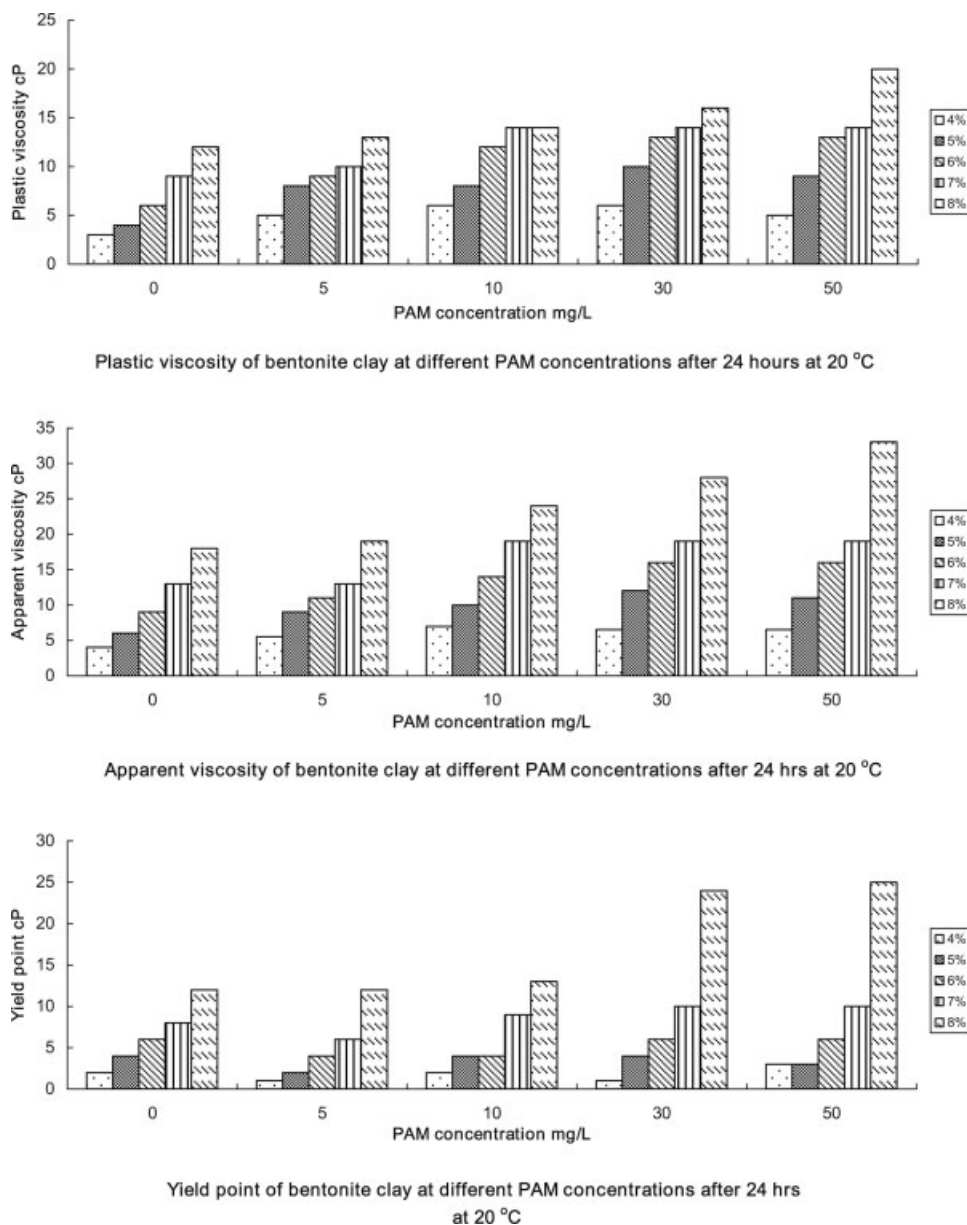 25
20
15
10
5
0
Plastic viscosity cP
0 5 10 30 50
PAM concentration mg/L
4%
5%
6%
7%
8%
Plastic viscosity of bentonite clay at different PAM concentrations after 24 hours at 20 °C
35
30
25
20
15
10
5
0
Apparent viscosity cP
0 5 10 30 50
PAM concentration mg/L
4%
5%
6%
7%
8%
Apparent viscosity of bentonite clay at different PAM concentrations after 24 hrs at 20 °C
30
25
20
15
10
5
0
Yield point cP
0 5 10 30 50
PAM concentration mg/L
4%
5%
6%
7%
8%
Yield point of bentonite clay at different PAM concentrations after 24 hrs
at 20 °C